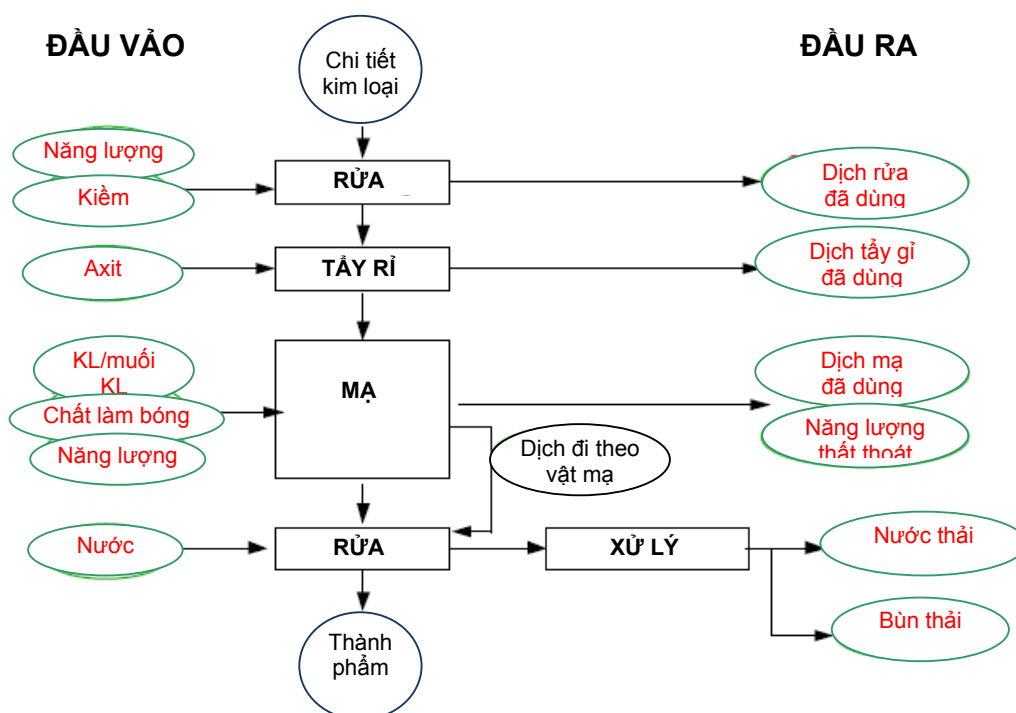 ĐẦU VẢO
ĐẦU RA
Chi tiết
kim loại
Năng lượng
Kiềm
RỬA
Dịch rửa
đã dùng
Axit
TẨY RỈ
Dịch tẩy gỉ
đã dùng
KL/muối
KL
Chất làm bóng
Năng lượng
MẠ
Dịch mạ
đã dùng
Năng lượng
thất thoát
Dịch đi theo
vật mạ
Nước
RỬA
XỬ LÝ
Nước thải
Bùn thải
Thành
phẩm